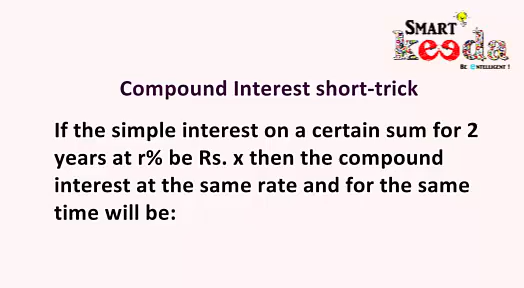 SMART
keeda
BE eNTELLIGENT !
Compound Interest short-trick
If the simple interest on a certain sum for 2
years at r% be Rs. x then the compound
interest at the same rate and for the same
time will be: